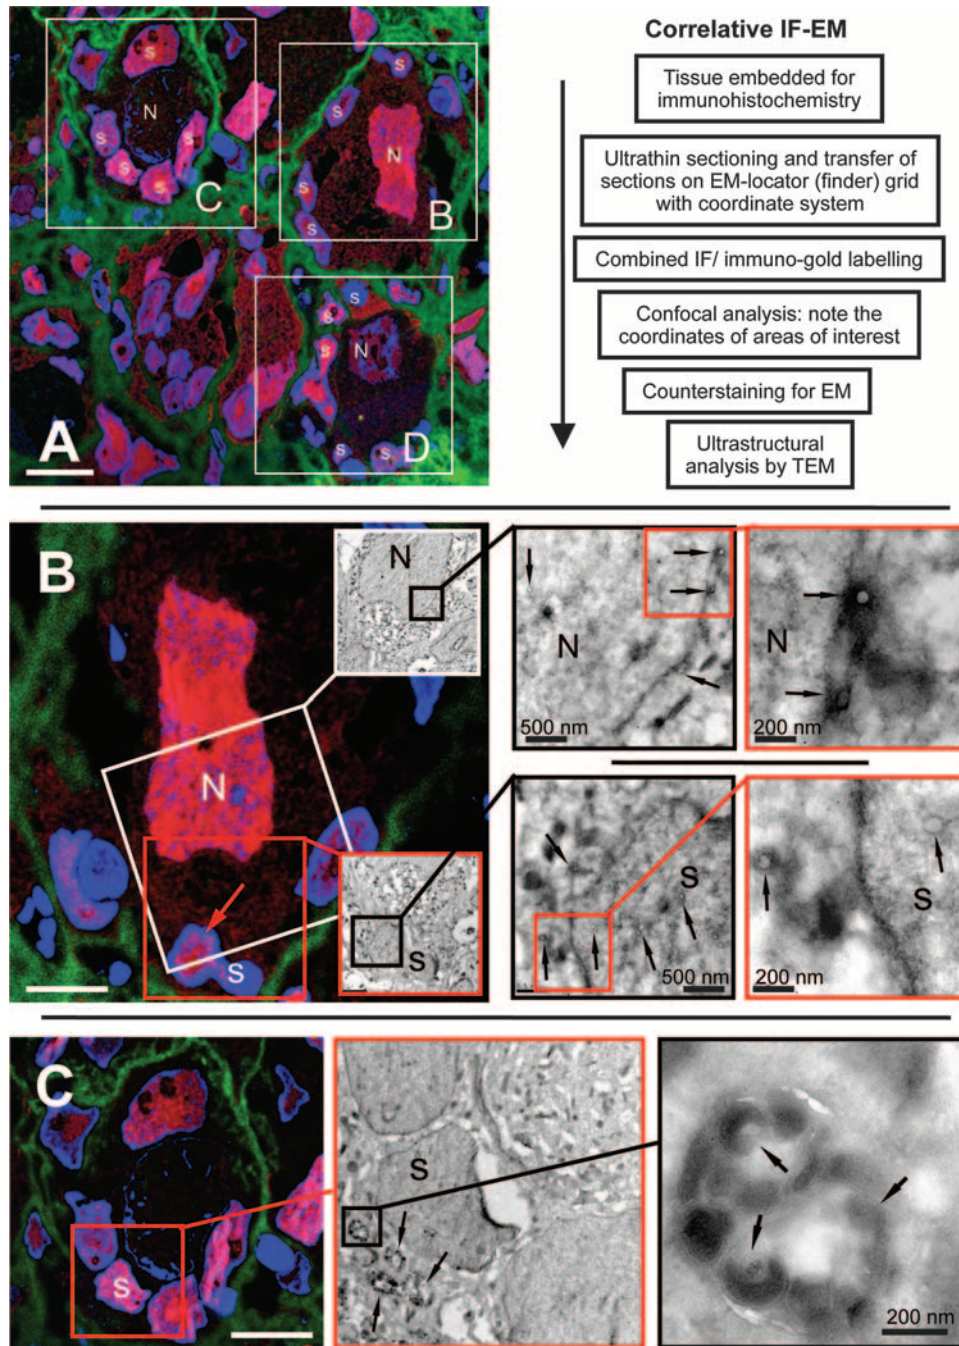 S
N
S
S
S
S
C
S
S
N
S
B
S
S
S
S
S
N
D
S
S
A
Correlative IF-EM
Tissue embedded for
immunohistochemistry
Ultrathin sectioning and transfer of
sections on EM-locator (finder) grid
with coordinate system
Combined IF/ immuno-gold labelling
Confocal analysis: note the
coordinates of areas of interest
Counterstaining for EM
Ultrastructural
analysis by TEM
B
N
N
S
S
N
500 nm
N
200 nm
S
500 nm
S
200 nm
C
S
S
200 nm